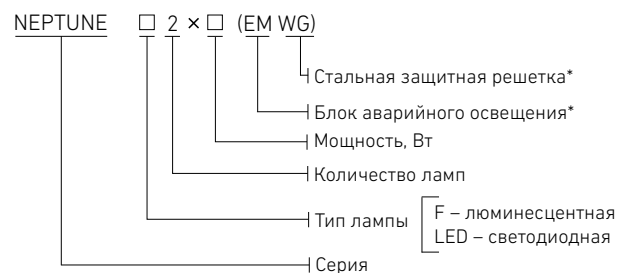 NEPTUNE □ 2 × □ (EM WG)
Стальная защитная решетка*
Блок аварийного освещения*
Мощность, Вт
Количество ламп
Тип лампы
F – люминесцентная
LED – светодиодная
Серия